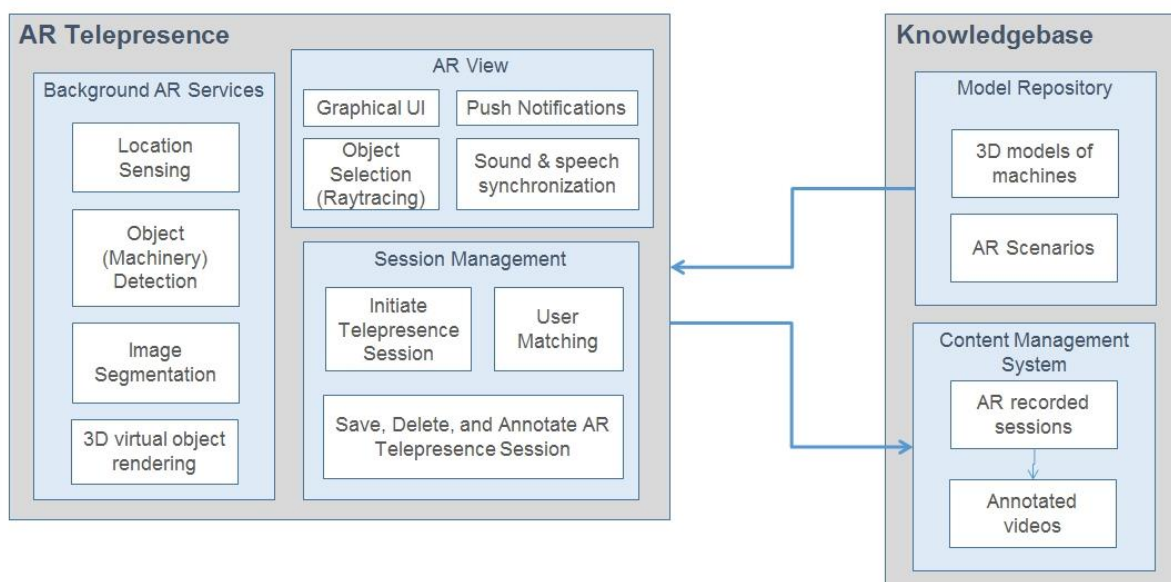 AR Telepresence
Background AR Services
Location
Sensing
Object
(Machinery)
Detection
Image
Segmentation
3D virtual object
rendering
AR View
Graphical UI
Push Notifications
Object
Selection
(Raytracing)
Sound & speech
synchronization
Session Management
Initiate
Telepresence
Session
User
Matching
Save, Delete, and Annotate AR
Telepresence Session
Knowledgebase
Model Repository
3D models of
machines
AR Scenarios
Content Management
System
AR recorded
sessions
Annotated
videos